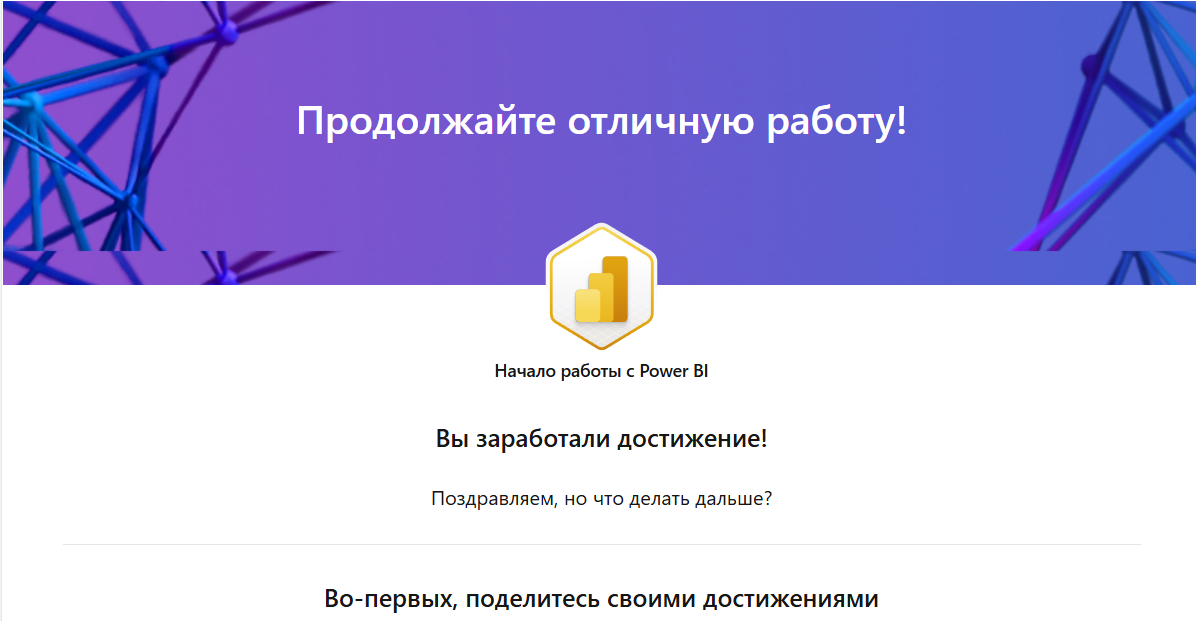 Продолжайте отличную работу!
Начало работы с Power BI
Вы заработали достижение!
Поздравляем, но что делать дальше?
Во-первых, поделитесь своими достижениями